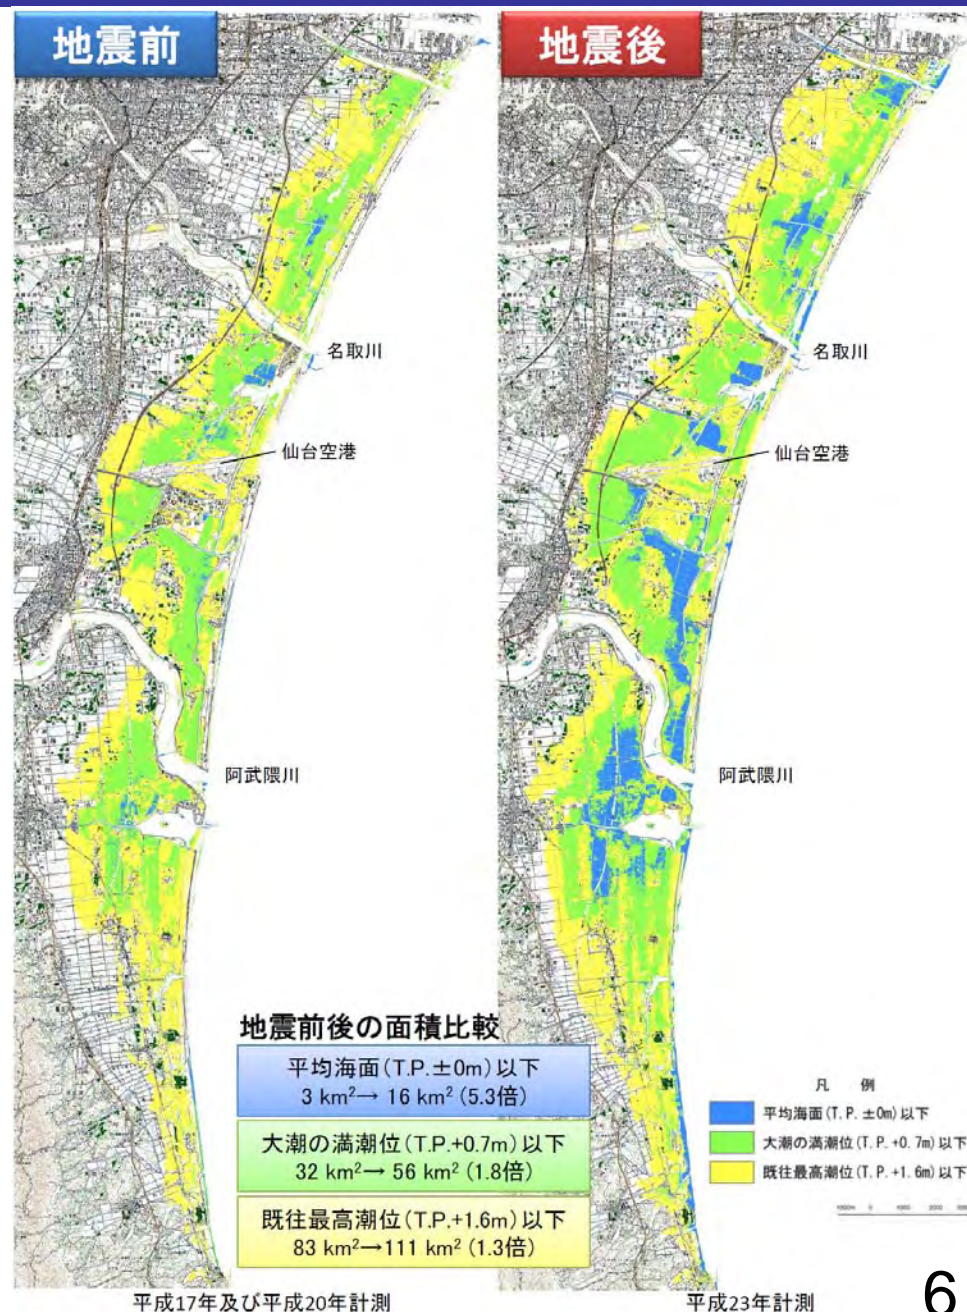 地震前
地震後
名取川
仙台空港
阿武隈川
名取川
仙台空港
阿武隈川
地震前後の面積比較
平均海面(T.P.±0m)以下
3 km²→ 16 km² (5.3倍)
大潮の満潮位(T.P.+0.7m)以下
32 km²→ 56 km² (1.8倍)
既往最高潮位(T.P.+1.6m)以下
83 km²→111 km² (1.3倍)
凡 例
平均海面(T.P. ±0m)以下
大潮の満潮位(T.P.+0.7m)以下
既往最高潮位(T.P.+1.6m)以下
平成17年及び平成20年計測
平成23年計測
6